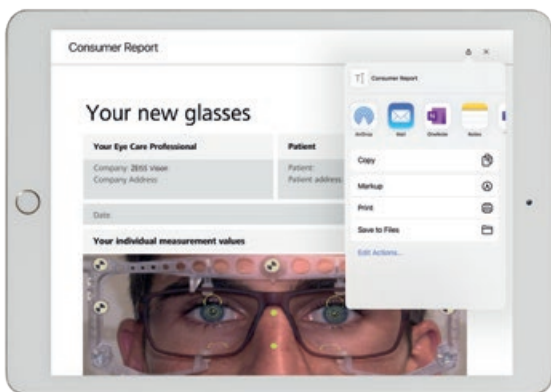 Consumer Report
Consumer Report
AirDrop
Mail
OneNote
Notes
Your new glasses
Your Eye Care Professional
Patient
Company: ZEISS Vision
Company Address
Patient:
Patient address:
Date
Your individual measurement values
Copy
Markup
Print
Save to Files
Edit Actions...